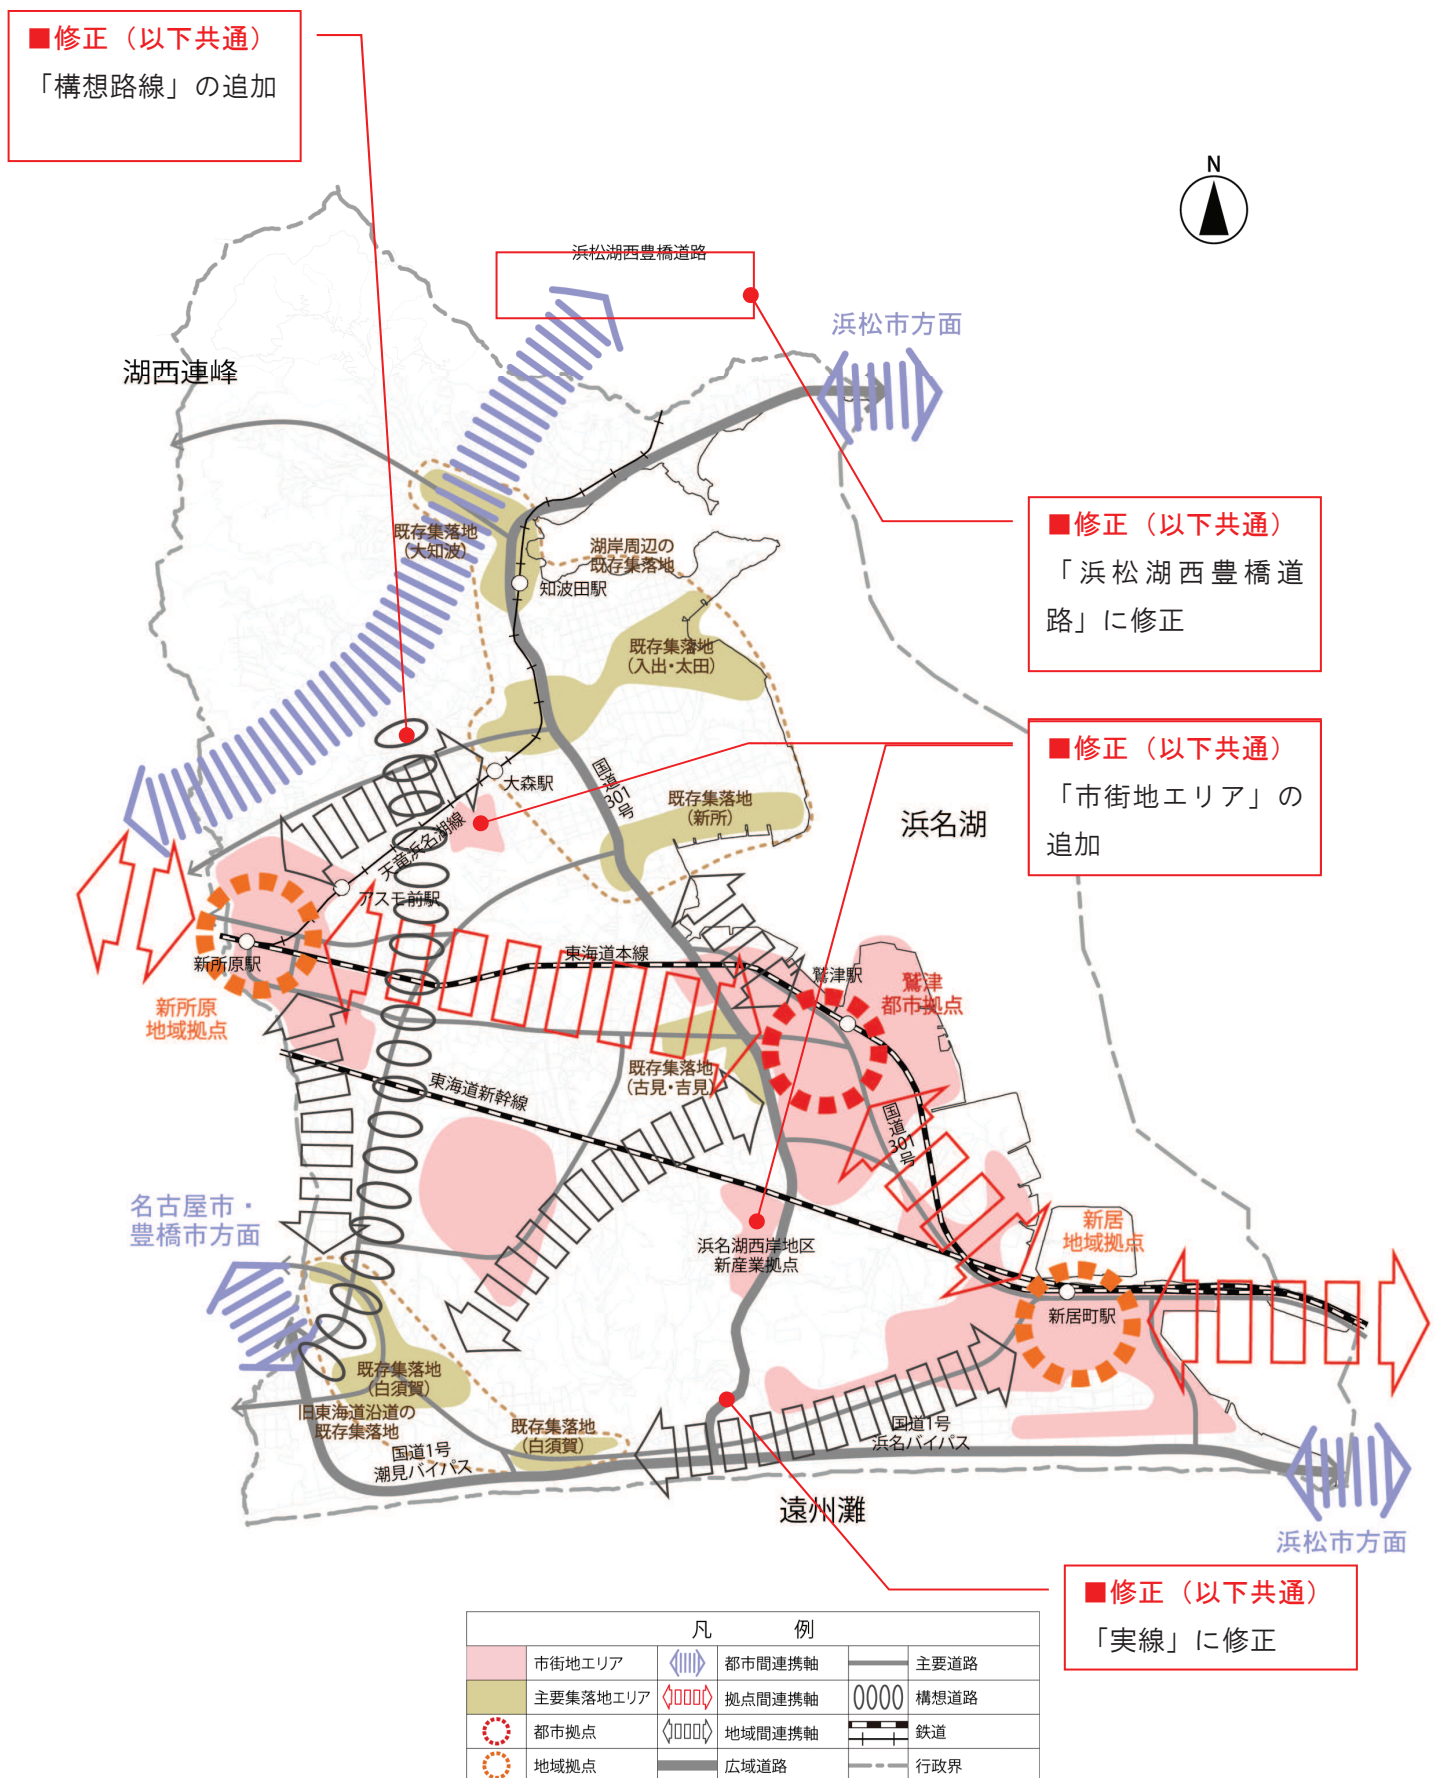 ■修正（以下共通）
「構想路線」の追加
N
浜松湖西豊橋道路
浜松市方面
湖西連峰
■修正（以下共通）
「浜松湖西豊橋道
路」に修正
既存集落地
（大知波）
湖岸周辺の
既存集落地
知波田駅
既存集落地
（入出・太田）
■修正（以下共通）
「市街地エリア」の
追加
大森駅
国道301号
既存集落地
（新所）
浜名湖
天竜浜名湖線
アスモ前駅
新所原駅
東海道本線
鷲津駅
鷲津
都市拠点
新所原
地域拠点
既存集落地
（古見・吉見）
東海道新幹線
国道301号
名古屋市・
豊橋市方面
浜名湖西岸地区
新産業拠点
新居
地域拠点
新居町駅
既存集落地
（白須賀）
旧東海道沿道の
既存集落地
既存集落地
（白須賀）
国道1号
潮見バイパス
国道1号
浜名バイパス
遠州灘
浜松市方面
■修正（以下共通）
「実線」に修正
凡　例
市街地エリア
都市間連携軸
主要道路
主要集落地エリア
拠点間連携軸
構想道路
都市拠点
地域間連携軸
鉄道
地域拠点
広域道路
行政界